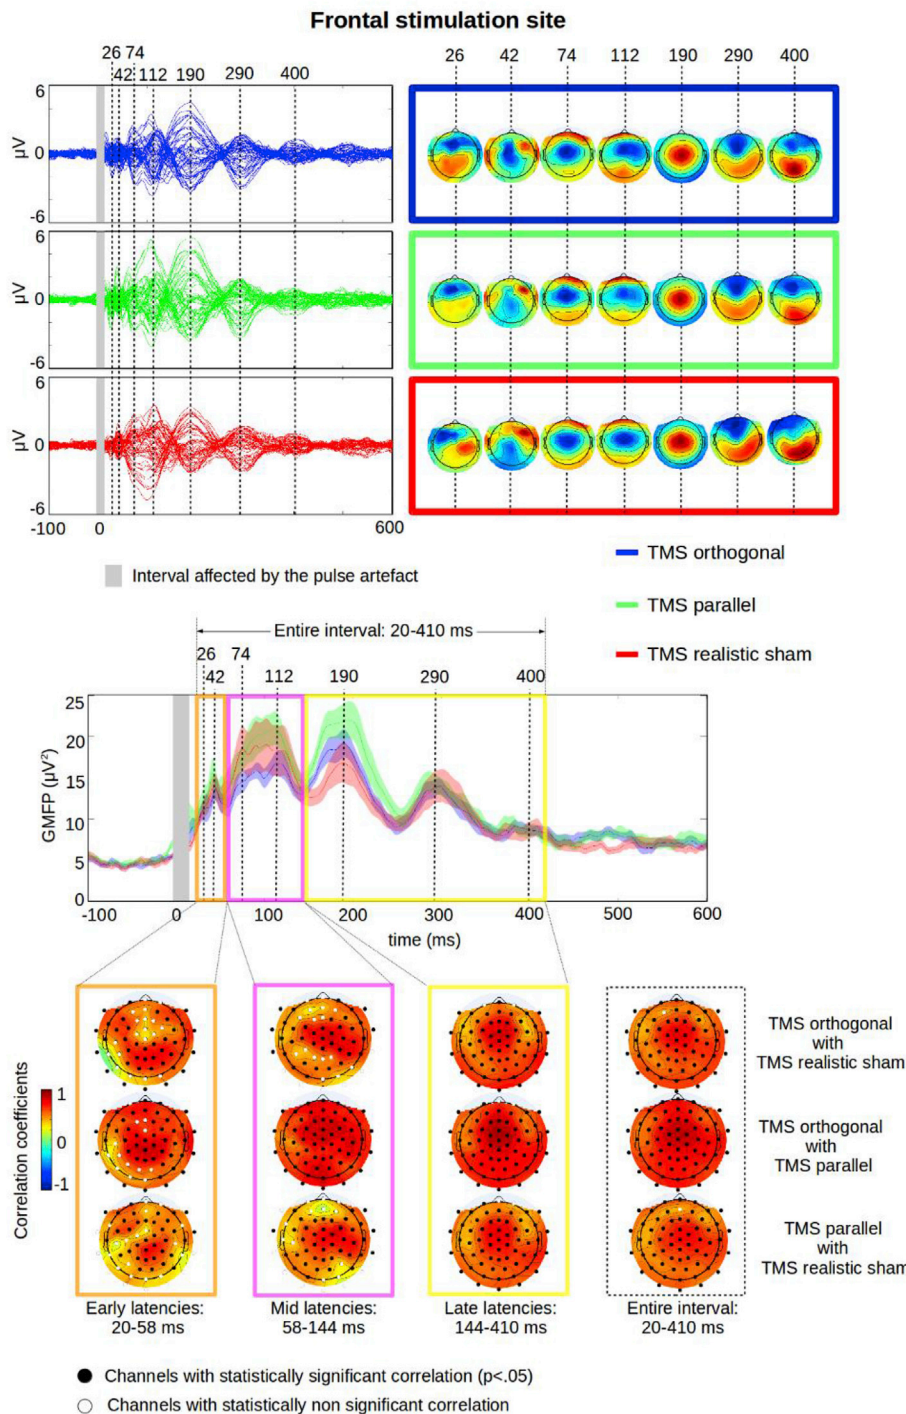 Frontal stimulation site
26 74
42 112 190 290 400
26 42 74 112 190 290 400
6
μV
0
-6
6
μV
0
-6
6
μV
0
-6
-100 0 600
Interval affected by the pulse artefact
TMS orthogonal
TMS parallel
TMS realistic sham
Entire interval: 20-410 ms
26 74
42 112 190 290 400
25
20
15
10
5
0
GMFP (μV²)
-100 0 100 200 300 400 500 600
time (ms)
Correlation coefficients
1
0
-1
TMS orthogonal
with
TMS realistic sham
TMS orthogonal
with
TMS parallel
TMS parallel
with
TMS realistic sham
Early latencies:
20-58 ms
Mid latencies:
58-144 ms
Late latencies:
144-410 ms
Entire interval:
20-410 ms
Channels with statistically significant correlation (p<.05)
Channels with statistically non significant correlation